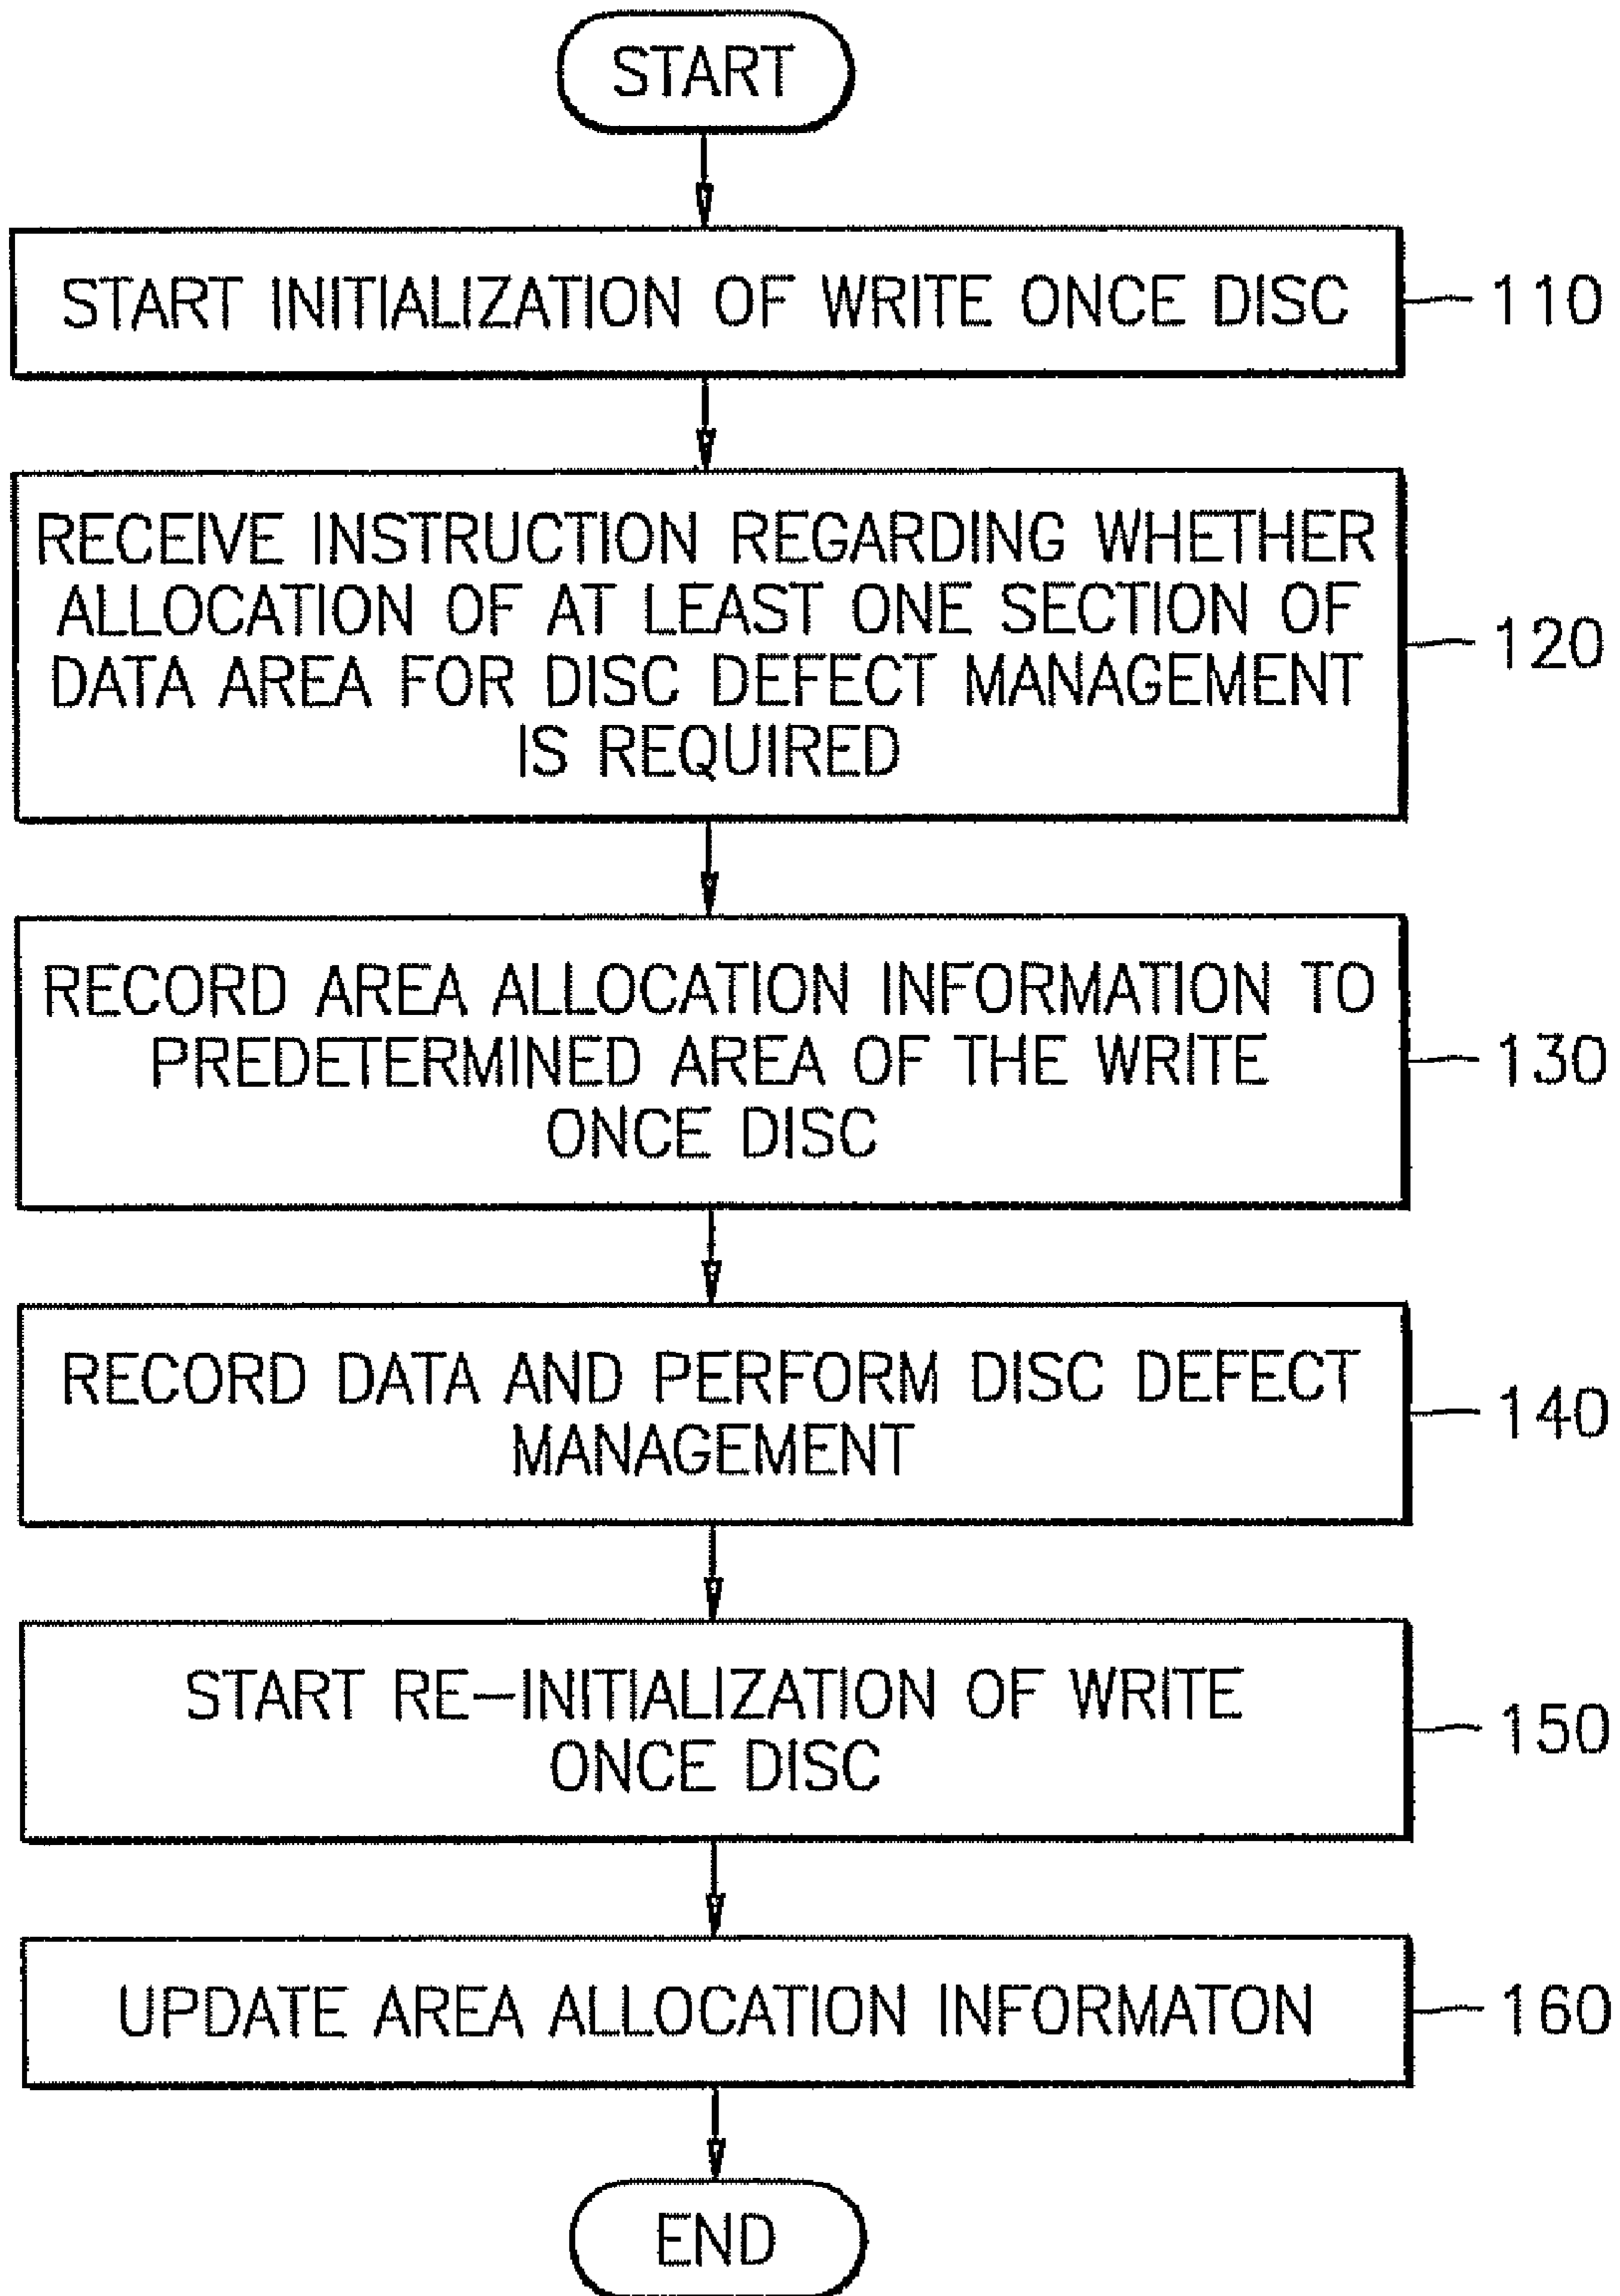 START
START INITIALIZATION OF WRITE ONCE DISC
110
RECEIVE INSTRUCTION REGARDING WHETHER
ALLOCATION OF AT LEAST ONE SECTION OF
DATA AREA FOR DISC DEFECT MANAGEMENT
IS REQUIRED
120
RECORD AREA ALLOCATION INFORMATION TO
PREDETERMINED AREA OF THE WRITE
ONCE DISC
130
RECORD DATA AND PERFORM DISC DEFECT
MANAGEMENT
140
START RE-INITIALIZATION OF WRITE
ONCE DISC
150
UPDATE AREA ALLOCATION INFORMATON
160
END